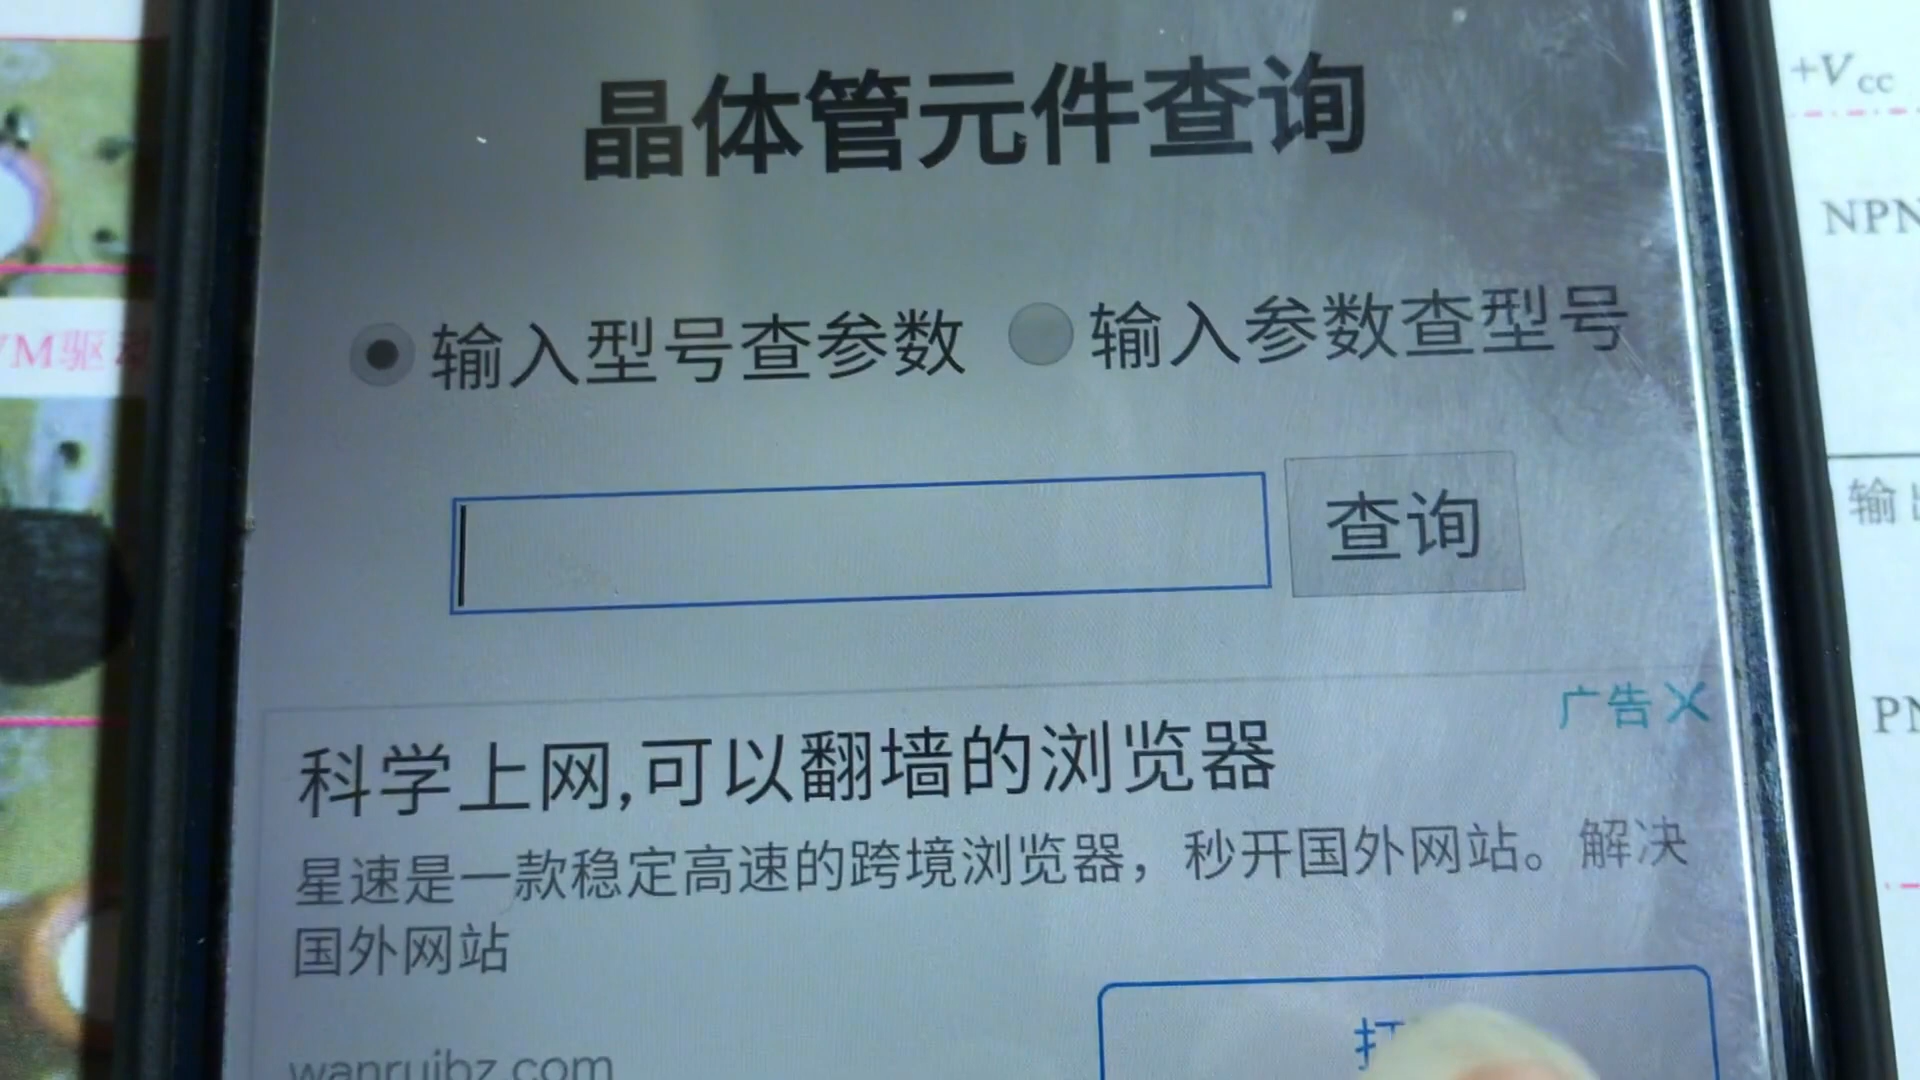 晶体管元件查询
输入型号查参数 输入参数查型号
查询
广告
科学上网,可以翻墙的浏览器
星速是一款稳定高速的跨境浏览器，秒开国外网站。解决
国外网站
wanruibz.com
+Vcc
NPN
输出
VM驱动